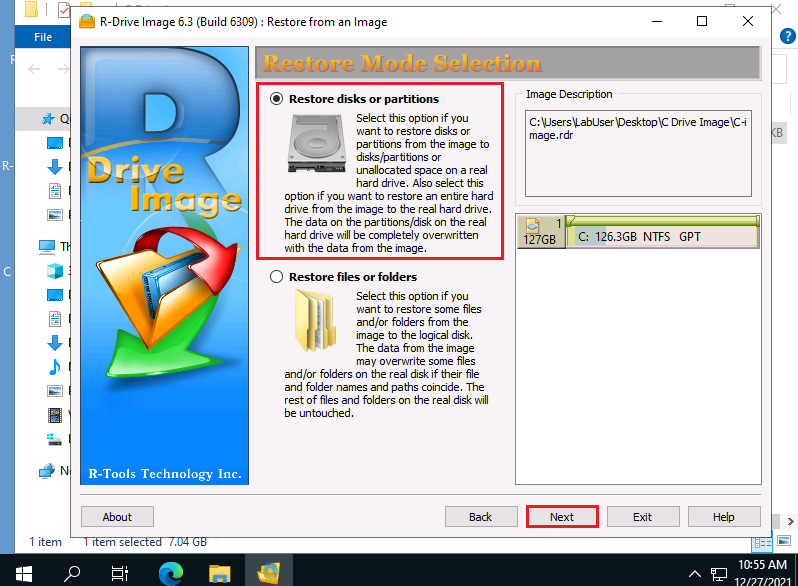 R-Drive Image 6.3 (Build 6309) : Restore from an Image
File
Drive
Image
R-Tools Technology Inc.
Restore Mode Selection
Restore disks or partitions
Select this option if you
want to restore disks or
partitions from the image to
disks/partitions or
unallocated space on a real
hard drive. Also select this
option if you want to restore an entire hard
drive from the image to the real hard drive.
The data on the partitions/disk on the real
hard drive will be completely overwritten
with the data from the image.
Restore files or folders
Select this option if you
want to restore some files
and/or folders from the
image to the logical disk.
The data from the image
may overwrite some files
and/or folders on the real disk if their file
and folder names and paths coincide. The
rest of files and folders on the real disk will
be untouched.
Image Description
C:\Users\LabUser\Desktop\C Drive Image\C-i
mage.rdr
1
127GB
C: 126.3GB NTFS GPT
KB
R-
C
About
Back
Next
Exit
Help
1 item
1 item selected 7.04 GB
10:55 AM
12/27/2021